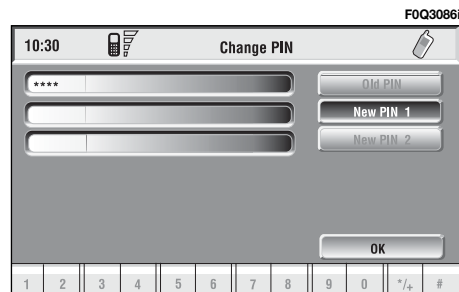 F0Q3086i
10:30 Change PIN
**** Old PIN
New PIN 1
New PIN 2
OK
1 2 3 4 5 6 7 8 9 0 */+ #